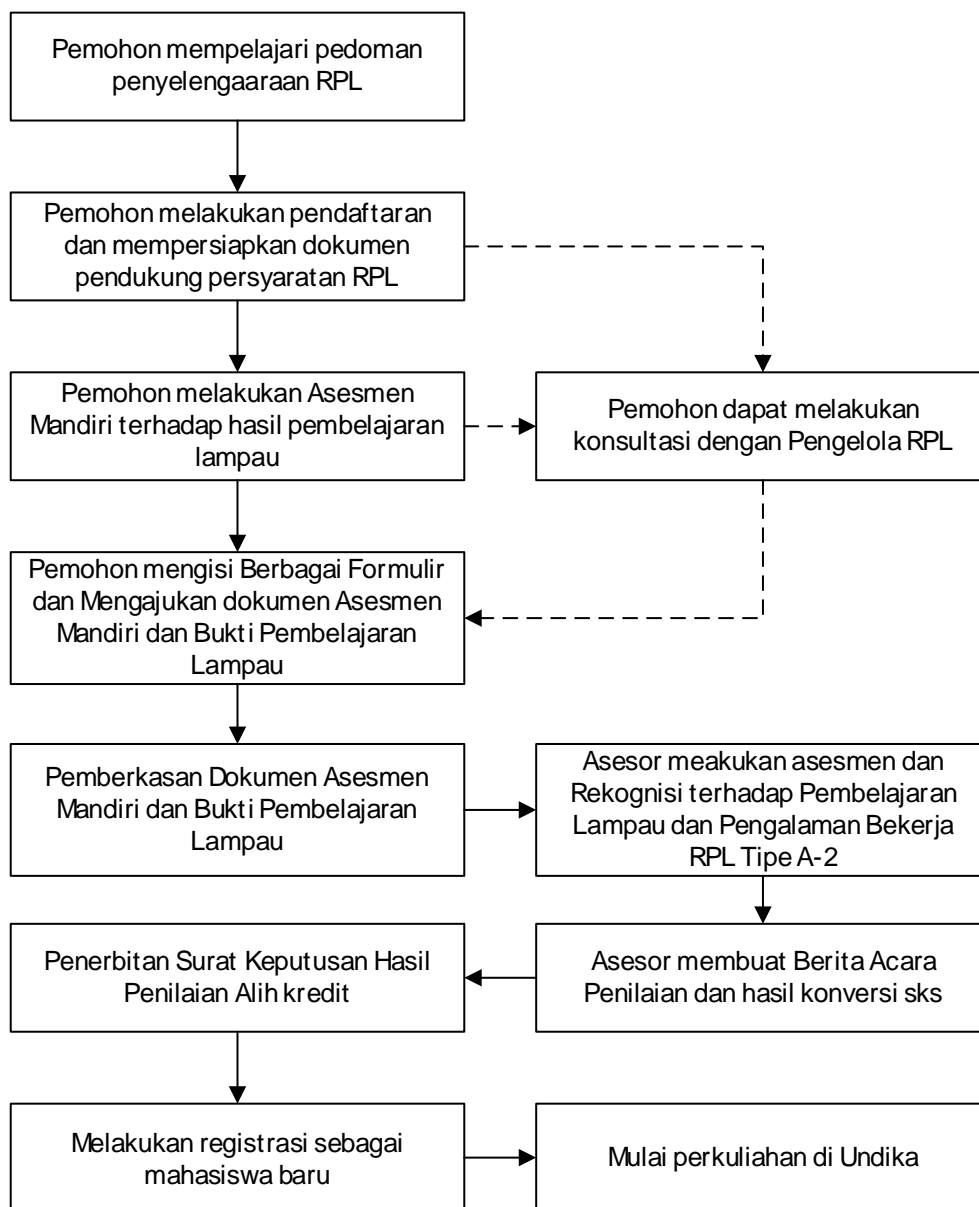 Pemohon mempelajari pedoman
penyelengaaraan RPL
Pemohon melakukan pendaftaran
dan mempersiapkan dokumen
pendukung persyaratan RPL
Pemohon melakukan Asesmen
Mandiri terhadap hasil pembelajaran
lampau
Pemohon dapat melakukan
konsultasi dengan Pengelola RPL
Pemohon mengisi Berbagai Formulir
dan Mengajukan dokumen Asesmen
Mandiri dan Bukti Pembelajaran
Lampau
Pemberkasan Dokumen Asesmen
Mandiri dan Bukti Pembelajaran
Lampau
Asesor meakukan asesmen dan
Rekognisi terhadap Pembelajaran
Lampau dan Pengalaman Bekerja
RPL Tipe A-2
Asesor membuat Berita Acara
Penilaian dan hasil konversi sks
Penerbitan Surat Keputusan Hasil
Penilaian Alih kredit
Melakukan registrasi sebagai
mahasiswa baru
Mulai perkuliahan di Undika